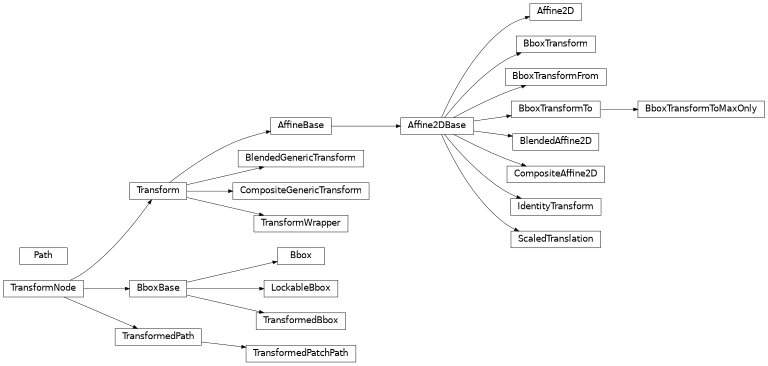 Affine2D
BboxTransform
BboxTransformFrom
BboxTransformTo
BboxTransformToMaxOnly
AffineBase
Affine2DBase
BlendedAffine2D
BlendedGenericTransform
CompositeAffine2D
Transform
CompositeGenericTransform
IdentityTransform
TransformWrapper
ScaledTranslation
Path
Bbox
TransformNode
BboxBase
LockableBbox
TransformedBbox
TransformedPath
TransformedPatchPath